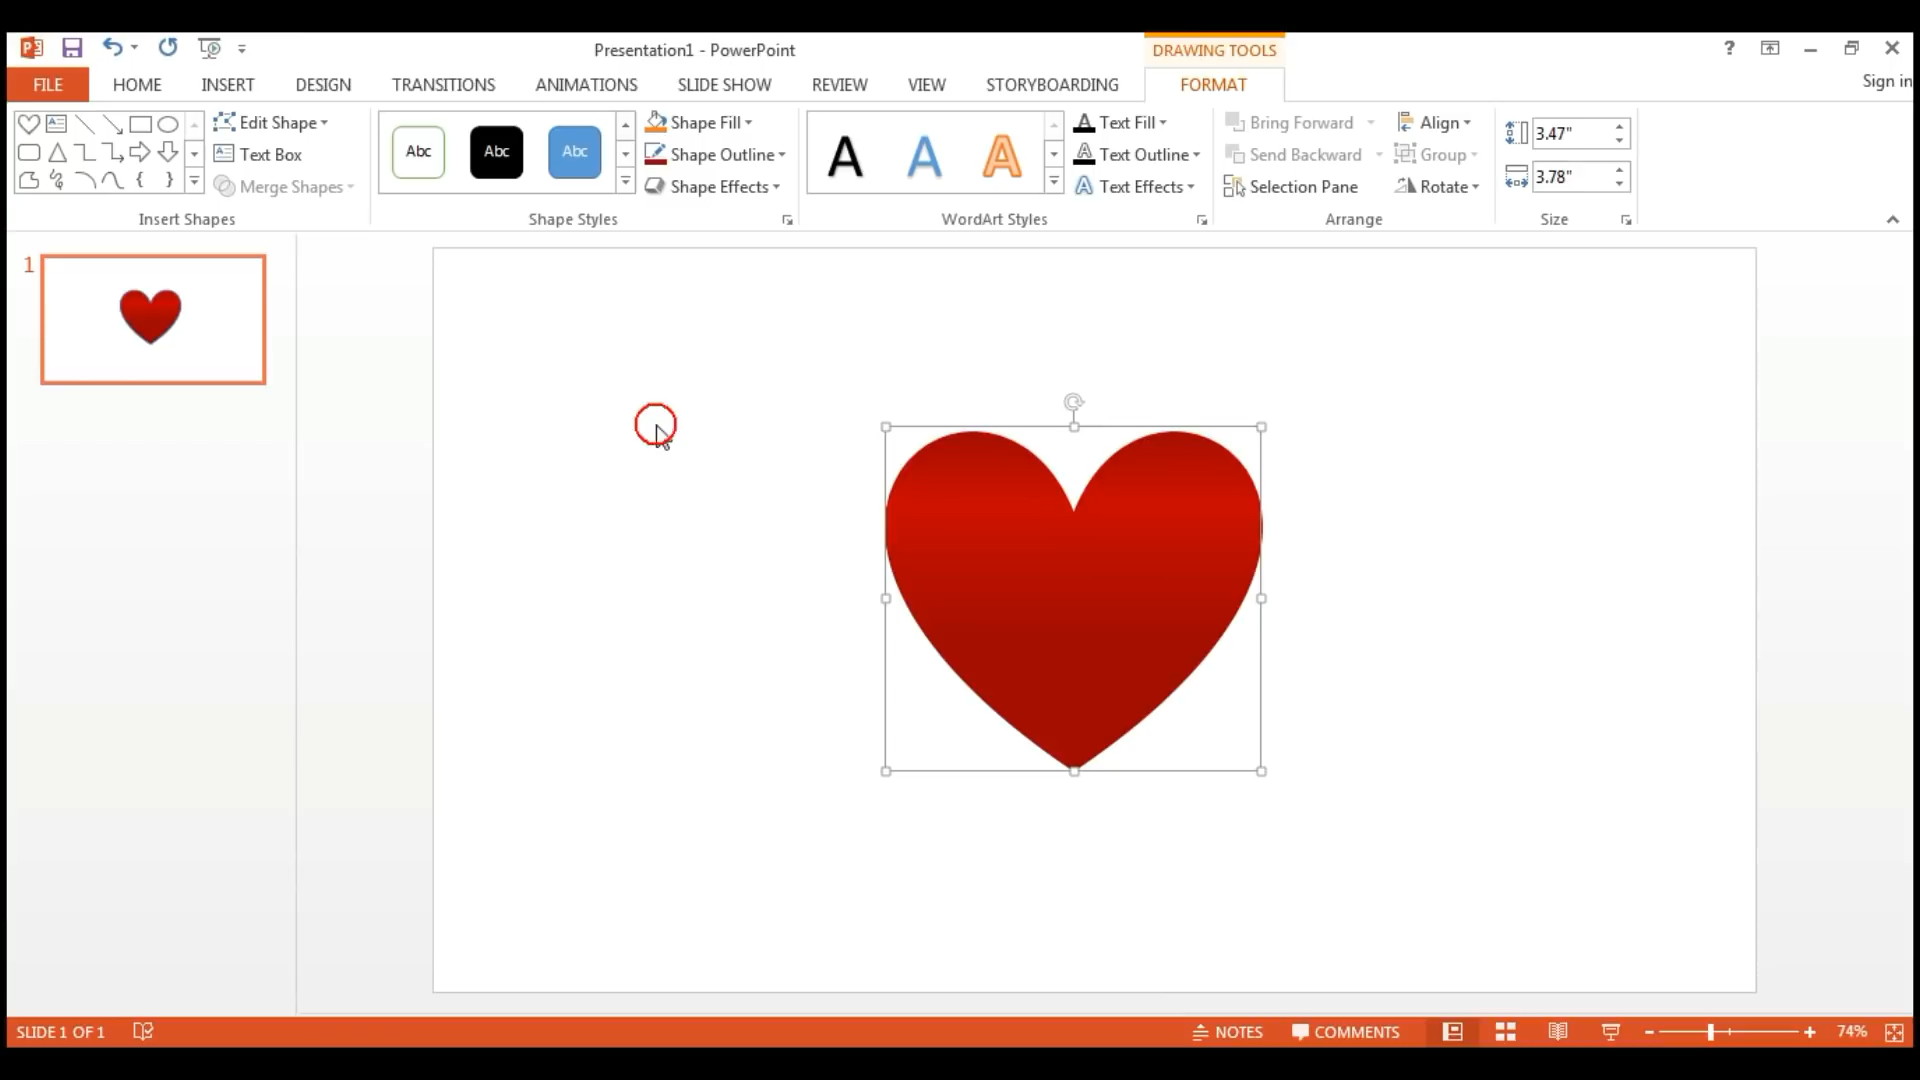 Presentation1 - PowerPoint
DRAWING TOOLS
?
FILE HOME INSERT DESIGN TRANSITIONS ANIMATIONS SLIDE SHOW REVIEW VIEW STORYBOARDING FORMAT Sign in
Edit Shape
Text Box
Merge Shapes
Insert Shapes
Abc Abc Abc
Shape Fill
Shape Outline
Shape Effects
Shape Styles
A A A
Text Fill
Text Outline
Text Effects
WordArt Styles
Bring Forward
Send Backward
Selection Pane
Align
Group
Rotate
Arrange
3.47"
3.78"
Size
1
SLIDE 1 OF 1 NOTES COMMENTS 74%